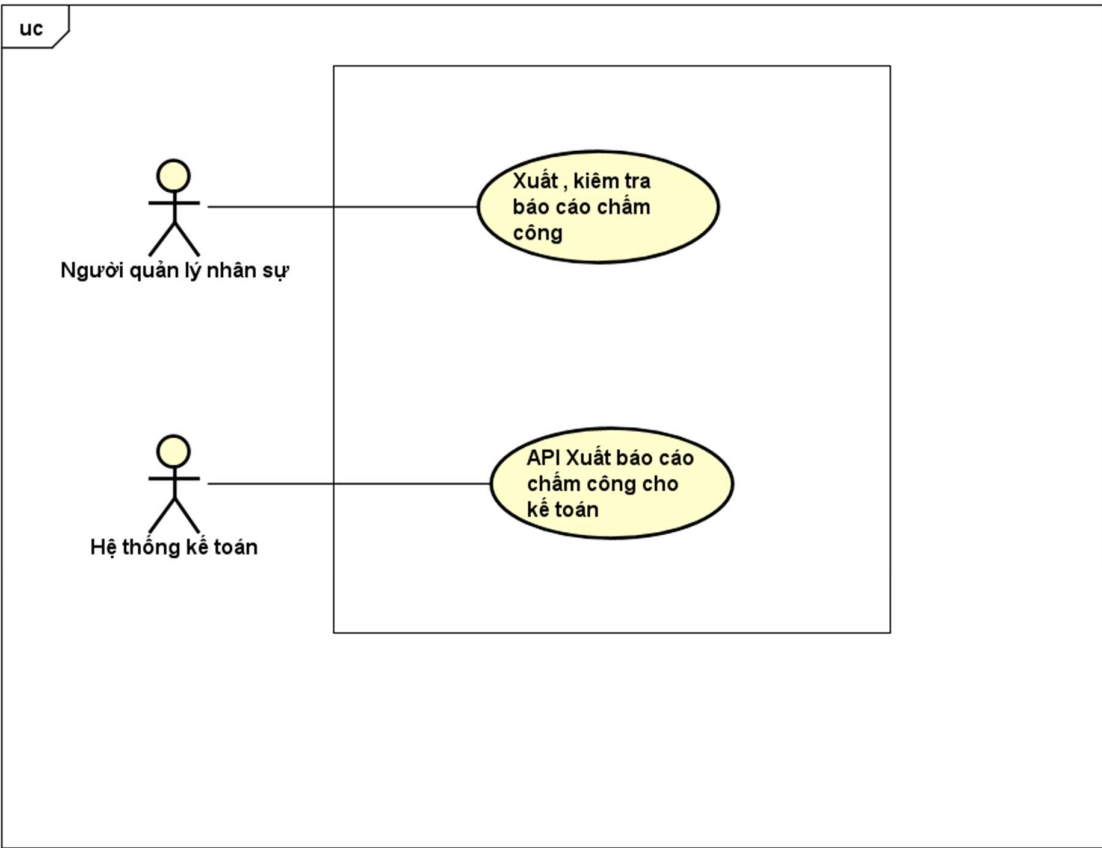 uc
Xuất , kiêm tra
báo cáo chấm
công
Người quản lý nhân sự
API Xuất báo cáo
chấm công cho
kế toán
Hệ thống kế toán